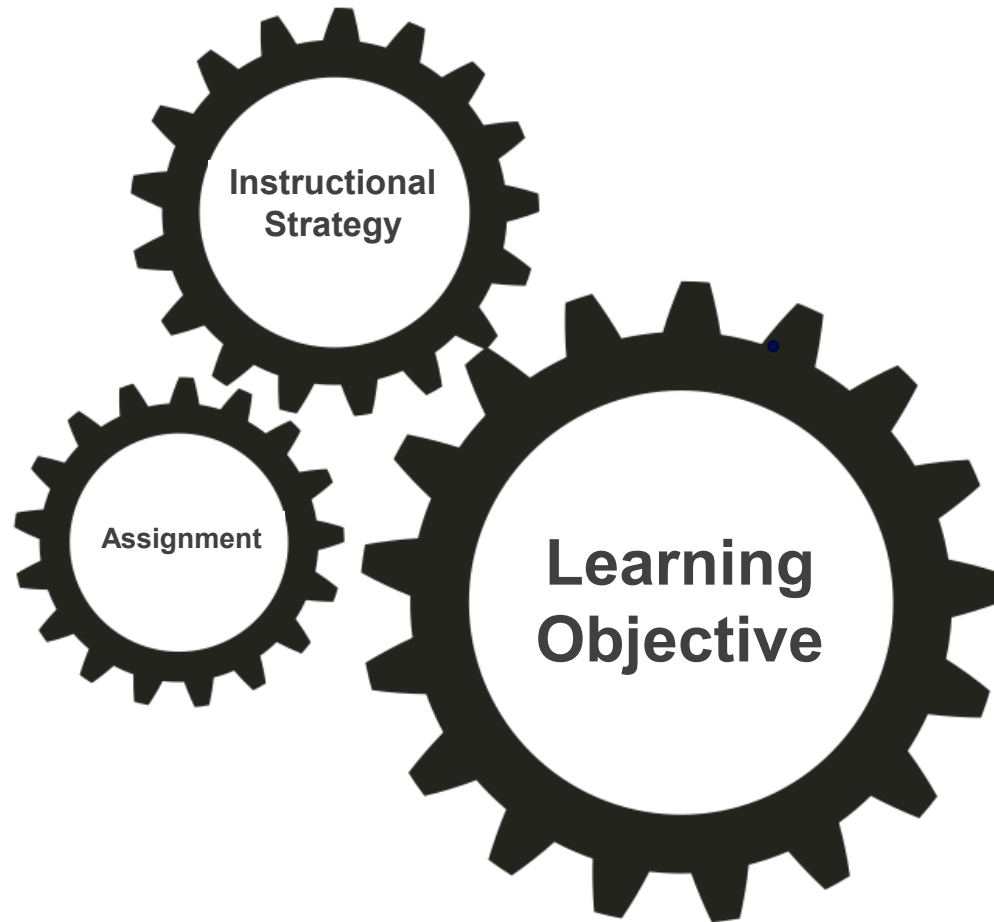 Instructional
Strategy
Assignment
Learning
Objective